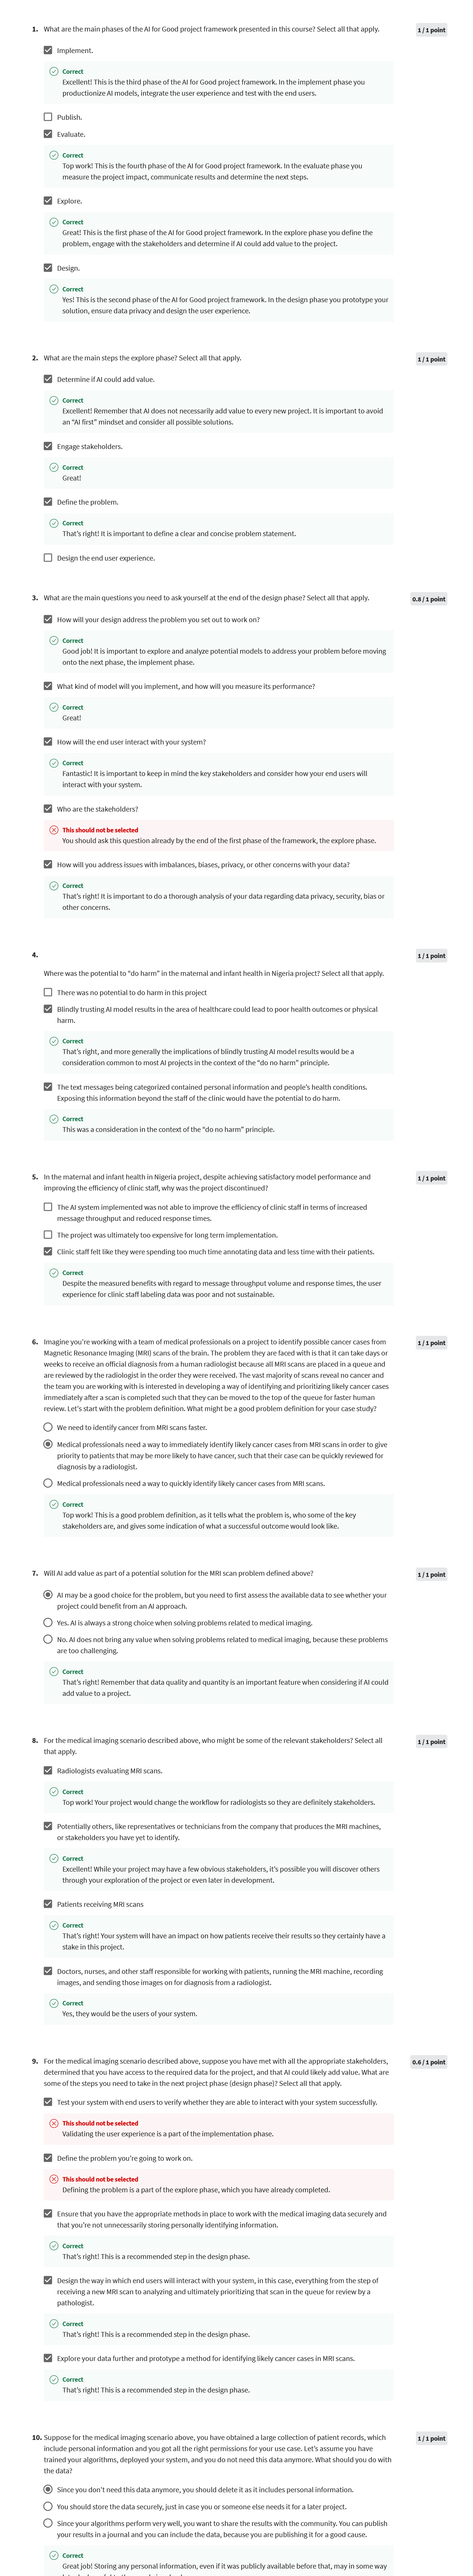 1. What are the main phases of the AI for Good project framework presented in this course? Select all that apply.
1 / 1 point
Implement.
Correct
Excellent! This is the third phase of the AI for Good project framework. In the implement phase you
productionize AI models, integrate the user experience and test with the end users.
Publish.
Evaluate.
Correct
Top work! This is the fourth phase of the AI for Good project framework. In the evaluate phase you
measure the project impact, communicate results and determine the next steps.
Explore.
Correct
Great! This is the first phase of the AI for Good project framework. In the explore phase you define the
problem, engage with the stakeholders and determine if AI could add value to the project.
Design.
Correct
Yes! This is the second phase of the AI for Good project framework. In the design phase you prototype your
solution, ensure data privacy and design the user experience.
2. What are the main steps the explore phase? Select all that apply.
1 / 1 point
Determine if AI could add value.
Correct
Excellent! Remember that AI does not necessarily add value to every new project. It is important to avoid
an “AI first” mindset and consider all possible solutions.
Engage stakeholders.
Correct
Great!
Define the problem.
Correct
That’s right! It is important to define a clear and concise problem statement.
Design the end user experience.
3. What are the main questions you need to ask yourself at the end of the design phase? Select all that apply.
0.8 / 1 point
How will your design address the problem you set out to work on?
Correct
Good job! It is important to explore and analyze potential models to address your problem before moving
onto the next phase, the implement phase.
What kind of model will you implement, and how will you measure its performance?
Correct
Great!
How will the end user interact with your system?
Correct
Fantastic! It is important to keep in mind the key stakeholders and consider how your end users will
interact with your system.
Who are the stakeholders?
This should not be selected
You should ask this question already by the end of the first phase of the framework, the explore phase.
How will you address issues with imbalances, biases, privacy, or other concerns with your data?
Correct
That’s right! It is important to do a thorough analysis of your data regarding data privacy, security, bias or
other concerns.
4.
1 / 1 point
Where was the potential to “do harm” in the maternal and infant health in Nigeria project? Select all that apply.
There was no potential to do harm in this project
Blindly trusting AI model results in the area of healthcare could lead to poor health outcomes or physical
harm.
Correct
That’s right, and more generally the implications of blindly trusting AI model results would be a
consideration common to most AI projects in the context of the “do no harm” principle.
The text messages being categorized contained personal information and people’s health conditions.
Exposing this information beyond the staff of the clinic would have the potential to do harm.
Correct
This was a consideration in the context of the “do no harm” principle.
5. In the maternal and infant health in Nigeria project, despite achieving satisfactory model performance and
improving the efficiency of clinic staff, why was the project discontinued?
1 / 1 point
The AI system implemented was not able to improve the efficiency of clinic staff in terms of increased
message throughput and reduced response times.
The project was ultimately too expensive for long term implementation.
Clinic staff felt like they were spending too much time annotating data and less time with their patients.
Correct
Despite the measured benefits with regard to message throughput volume and response times, the user
experience for clinic staff labeling data was poor and not sustainable.
6. Imagine you’re working with a team of medical professionals on a project to identify possible cancer cases from
Magnetic Resonance Imaging (MRI) scans of the brain. The problem they are faced with is that it can take days or
weeks to receive an official diagnosis from a human radiologist because all MRI scans are placed in a queue and
are reviewed by the radiologist in the order they were received. The vast majority of scans reveal no cancer and
the team you are working with is interested in developing a way of identifying and prioritizing likely cancer cases
immediately after a scan is completed such that they can be moved to the top of the queue for faster human
review. Let’s start with the problem definition. What might be a good problem definition for your case study?
1 / 1 point
We need to identify cancer from MRI scans faster.
Medical professionals need a way to immediately identify likely cancer cases from MRI scans in order to give
priority to patients that may be more likely to have cancer, such that their case can be quickly reviewed for
diagnosis by a radiologist.
Medical professionals need a way to quickly identify likely cancer cases from MRI scans.
Correct
Top work! This is a good problem definition, as it tells what the problem is, who some of the key
stakeholders are, and gives some indication of what a successful outcome would look like.
7. Will AI add value as part of a potential solution for the MRI scan problem defined above?
1 / 1 point
AI may be a good choice for the problem, but you need to first assess the available data to see whether your
project could benefit from an AI approach.
Yes. AI is always a strong choice when solving problems related to medical imaging.
No. AI does not bring any value when solving problems related to medical imaging, because these problems
are too challenging.
Correct
That’s right! Remember that data quality and quantity is an important feature when considering if AI could
add value to a project.
8. For the medical imaging scenario described above, who might be some of the relevant stakeholders? Select all
that apply.
1 / 1 point
Radiologists evaluating MRI scans.
Correct
Top work! Your project would change the workflow for radiologists so they are definitely stakeholders.
Potentially others, like representatives or technicians from the company that produces the MRI machines,
or stakeholders you have yet to identify.
Correct
Excellent! While your project may have a few obvious stakeholders, it’s possible you will discover others
through your exploration of the project or even later in development.
Patients receiving MRI scans
Correct
That’s right! Your system will have an impact on how patients receive their results so they certainly have a
stake in this project.
Doctors, nurses, and other staff responsible for working with patients, running the MRI machine, recording
images, and sending those images on for diagnosis from a radiologist.
Correct
Yes, they would be the users of your system.
9. For the medical imaging scenario described above, suppose you have met with all the appropriate stakeholders,
determined that you have access to the required data for the project, and that AI could likely add value. What are
some of the steps you need to take in the next project phase (design phase)? Select all that apply.
0.6 / 1 point
Test your system with end users to verify whether they are able to interact with your system successfully.
This should not be selected
Validating the user experience is a part of the implementation phase.
Define the problem you’re going to work on.
This should not be selected
Defining the problem is a part of the explore phase, which you have already completed.
Ensure that you have the appropriate methods in place to work with the medical imaging data securely and
that you’re not unnecessarily storing personally identifying information.
Correct
That’s right! This is a recommended step in the design phase.
Design the way in which end users will interact with your system, in this case, everything from the step of
receiving a new MRI scan to analyzing and ultimately prioritizing that scan in the queue for review by a
pathologist.
Correct
That’s right! This is a recommended step in the design phase.
Explore your data further and prototype a method for identifying likely cancer cases in MRI scans.
Correct
That’s right! This is a recommended step in the design phase.
10. Suppose for the medical imaging scenario above, you have obtained a large collection of patient records, which
include personal information and you got all the right permissions for your use case. Let’s assume you have
trained your algorithms, deployed your system, and you do not need this data anymore. What should you do with
the data?
1 / 1 point
Since you don’t need this data anymore, you should delete it as it includes personal information.
You should store the data securely, just in case you or someone else needs it for a later project.
Since your algorithms perform very well, you want to share the results with the community. You can publish
your results in a journal and you can include the data, because you are publishing it for a good cause.
Correct
Great job! Storing any personal information, even if it was publicly available before that, may in some way